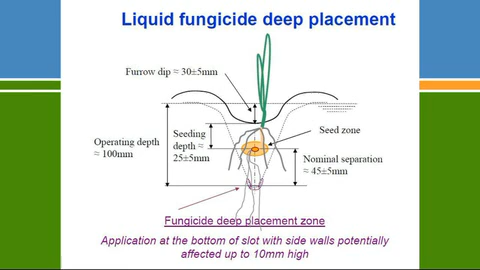 Liquid fungicide deep placement
Furrow dip ≈ 30±5mm
Operating depth
≈ 100mm
Seeding
depth ≈
25±5mm
Seed zone
Nominal separation
≈ 45±5mm
Fungicide deep placement zone
Application at the bottom of slot with side walls potentially
affected up to 10mm high